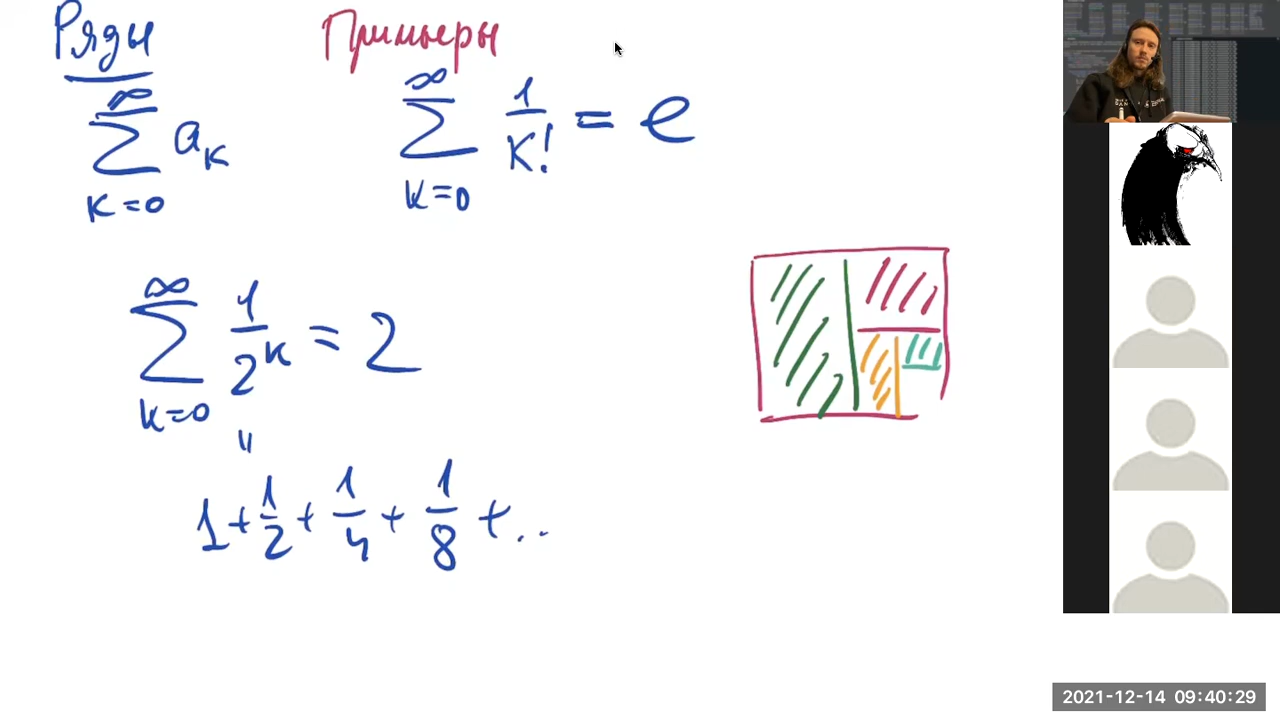 Ряды
Примеры
∞
∑ a_k
k=0
∞
∑ 1/k! = e
k=0
∞
∑ 1/2^k = 2
k=0
"
1+1/2+1/4+1/8+...
2021-12-14 09:40:29